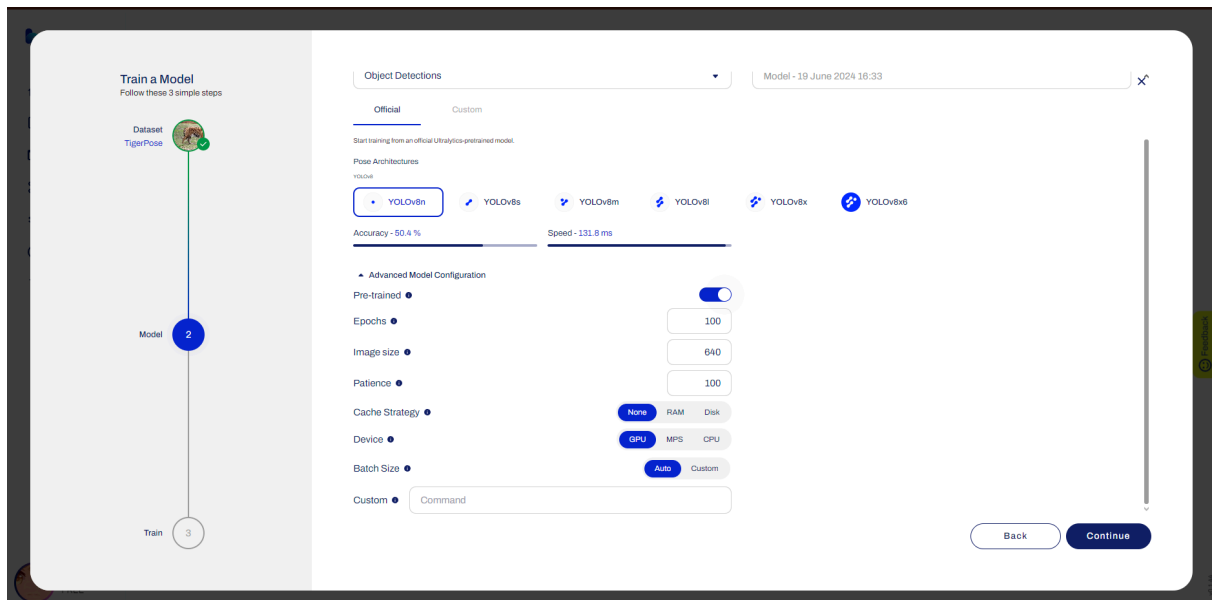 Train a Model
Follow these 3 simple steps
Dataset
TigerPose
Model
2
Train
3
Object Detections
Model - 19 June 2024 16:33
Official Custom
Start training from an official Ultralytics-pretrained model.
Pose Architectures
YOLOv8
YOLOv8n YOLOv8s YOLOv8m YOLOv8l YOLOv8x YOLOv8x6
Accuracy - 50.4 % Speed - 131.8 ms
Advanced Model Configuration
Pre-trained
Epochs 100
Image size 640
Patience 100
Cache Strategy None RAM Disk
Device GPU MPS CPU
Batch Size Auto Custom
Custom Command
Back Continue
Feedback